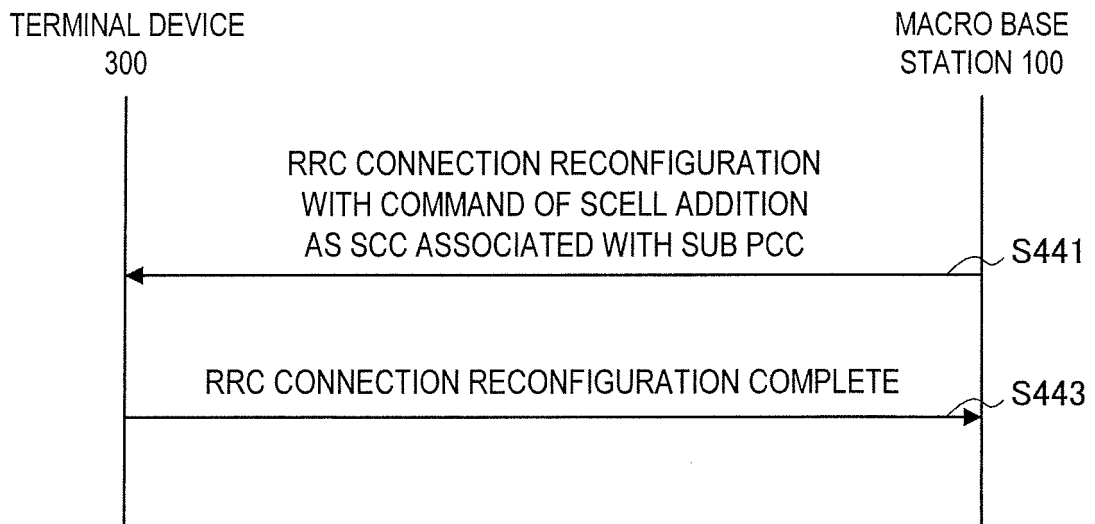 TERMINAL DEVICE
300
MACRO BASE
STATION 100
RRC CONNECTION RECONFIGURATION
WITH COMMAND OF SCELL ADDITION
AS SCC ASSOCIATED WITH SUB PCC
S441
RRC CONNECTION RECONFIGURATION COMPLETE
S443